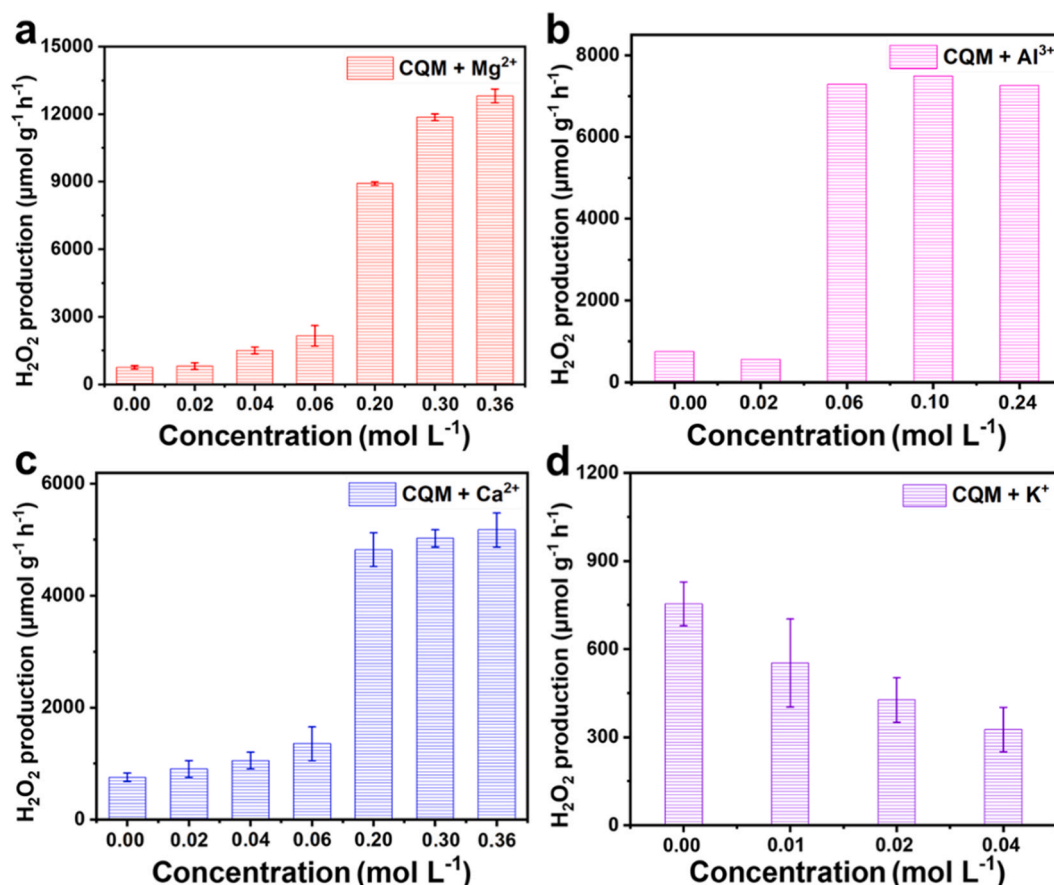 a
CQM + Mg²⁺
15000
12000
9000
6000
3000
0
H₂O₂ production (μmol g⁻¹ h⁻¹)
0.00 0.02 0.04 0.06 0.20 0.30 0.36
Concentration (mol L⁻¹)
b
CQM + Al³⁺
8000
6000
4000
2000
0
H₂O₂ production (μmol g⁻¹ h⁻¹)
0.00 0.02 0.06 0.10 0.24
Concentration (mol L⁻¹)
c
CQM + Ca²⁺
6000
4000
2000
0
H₂O₂ production (μmol g⁻¹ h⁻¹)
0.00 0.02 0.04 0.06 0.20 0.30 0.36
Concentration (mol L⁻¹)
d
CQM + K⁺
1200
900
600
300
0
H₂O₂ production (μmol g⁻¹ h⁻¹)
0.00 0.01 0.02 0.04
Concentration (mol L⁻¹)